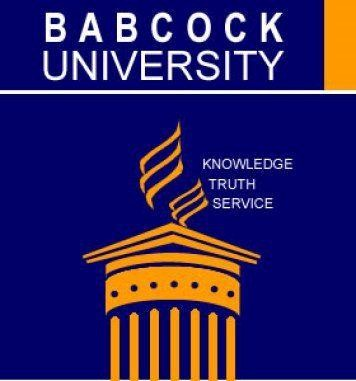 BABCOCK
UNIVERSITY
KNOWLEDGE
TRUTH
SERVICE